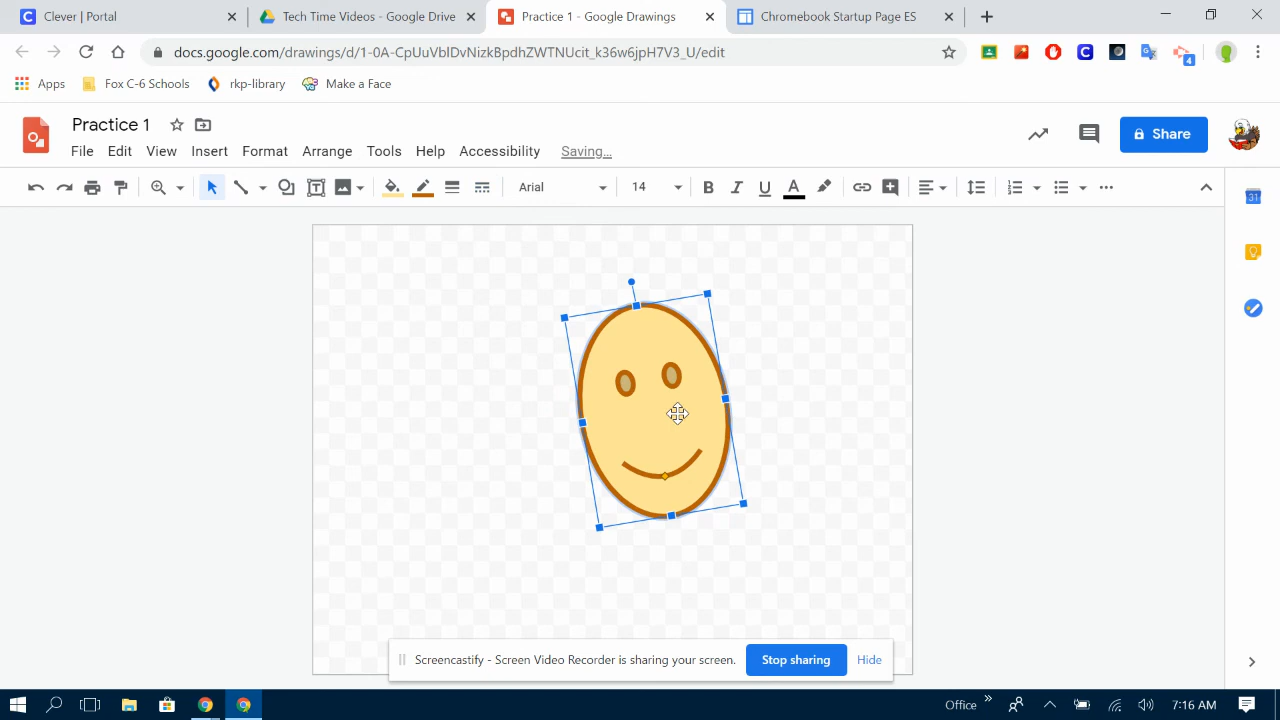 Clever | Portal
Tech Time Videos - Google Drive
Practice 1 - Google Drawings
Chromebook Startup Page ES
docs.google.com/drawings/d/1-0A-CpUuVblDvNizkBpdhZWTNUcit_k36w6jpH7V3_U/edit
4
Apps
Fox C-6 Schools
rkp-library
Make a Face
Practice 1
Share
File Edit View Insert Format Arrange Tools Help Accessibility Saving...
Arial 14 B I U A
31
Screencastify - Screen Video Recorder is sharing your screen. Stop sharing Hide
Office 7:16 AM